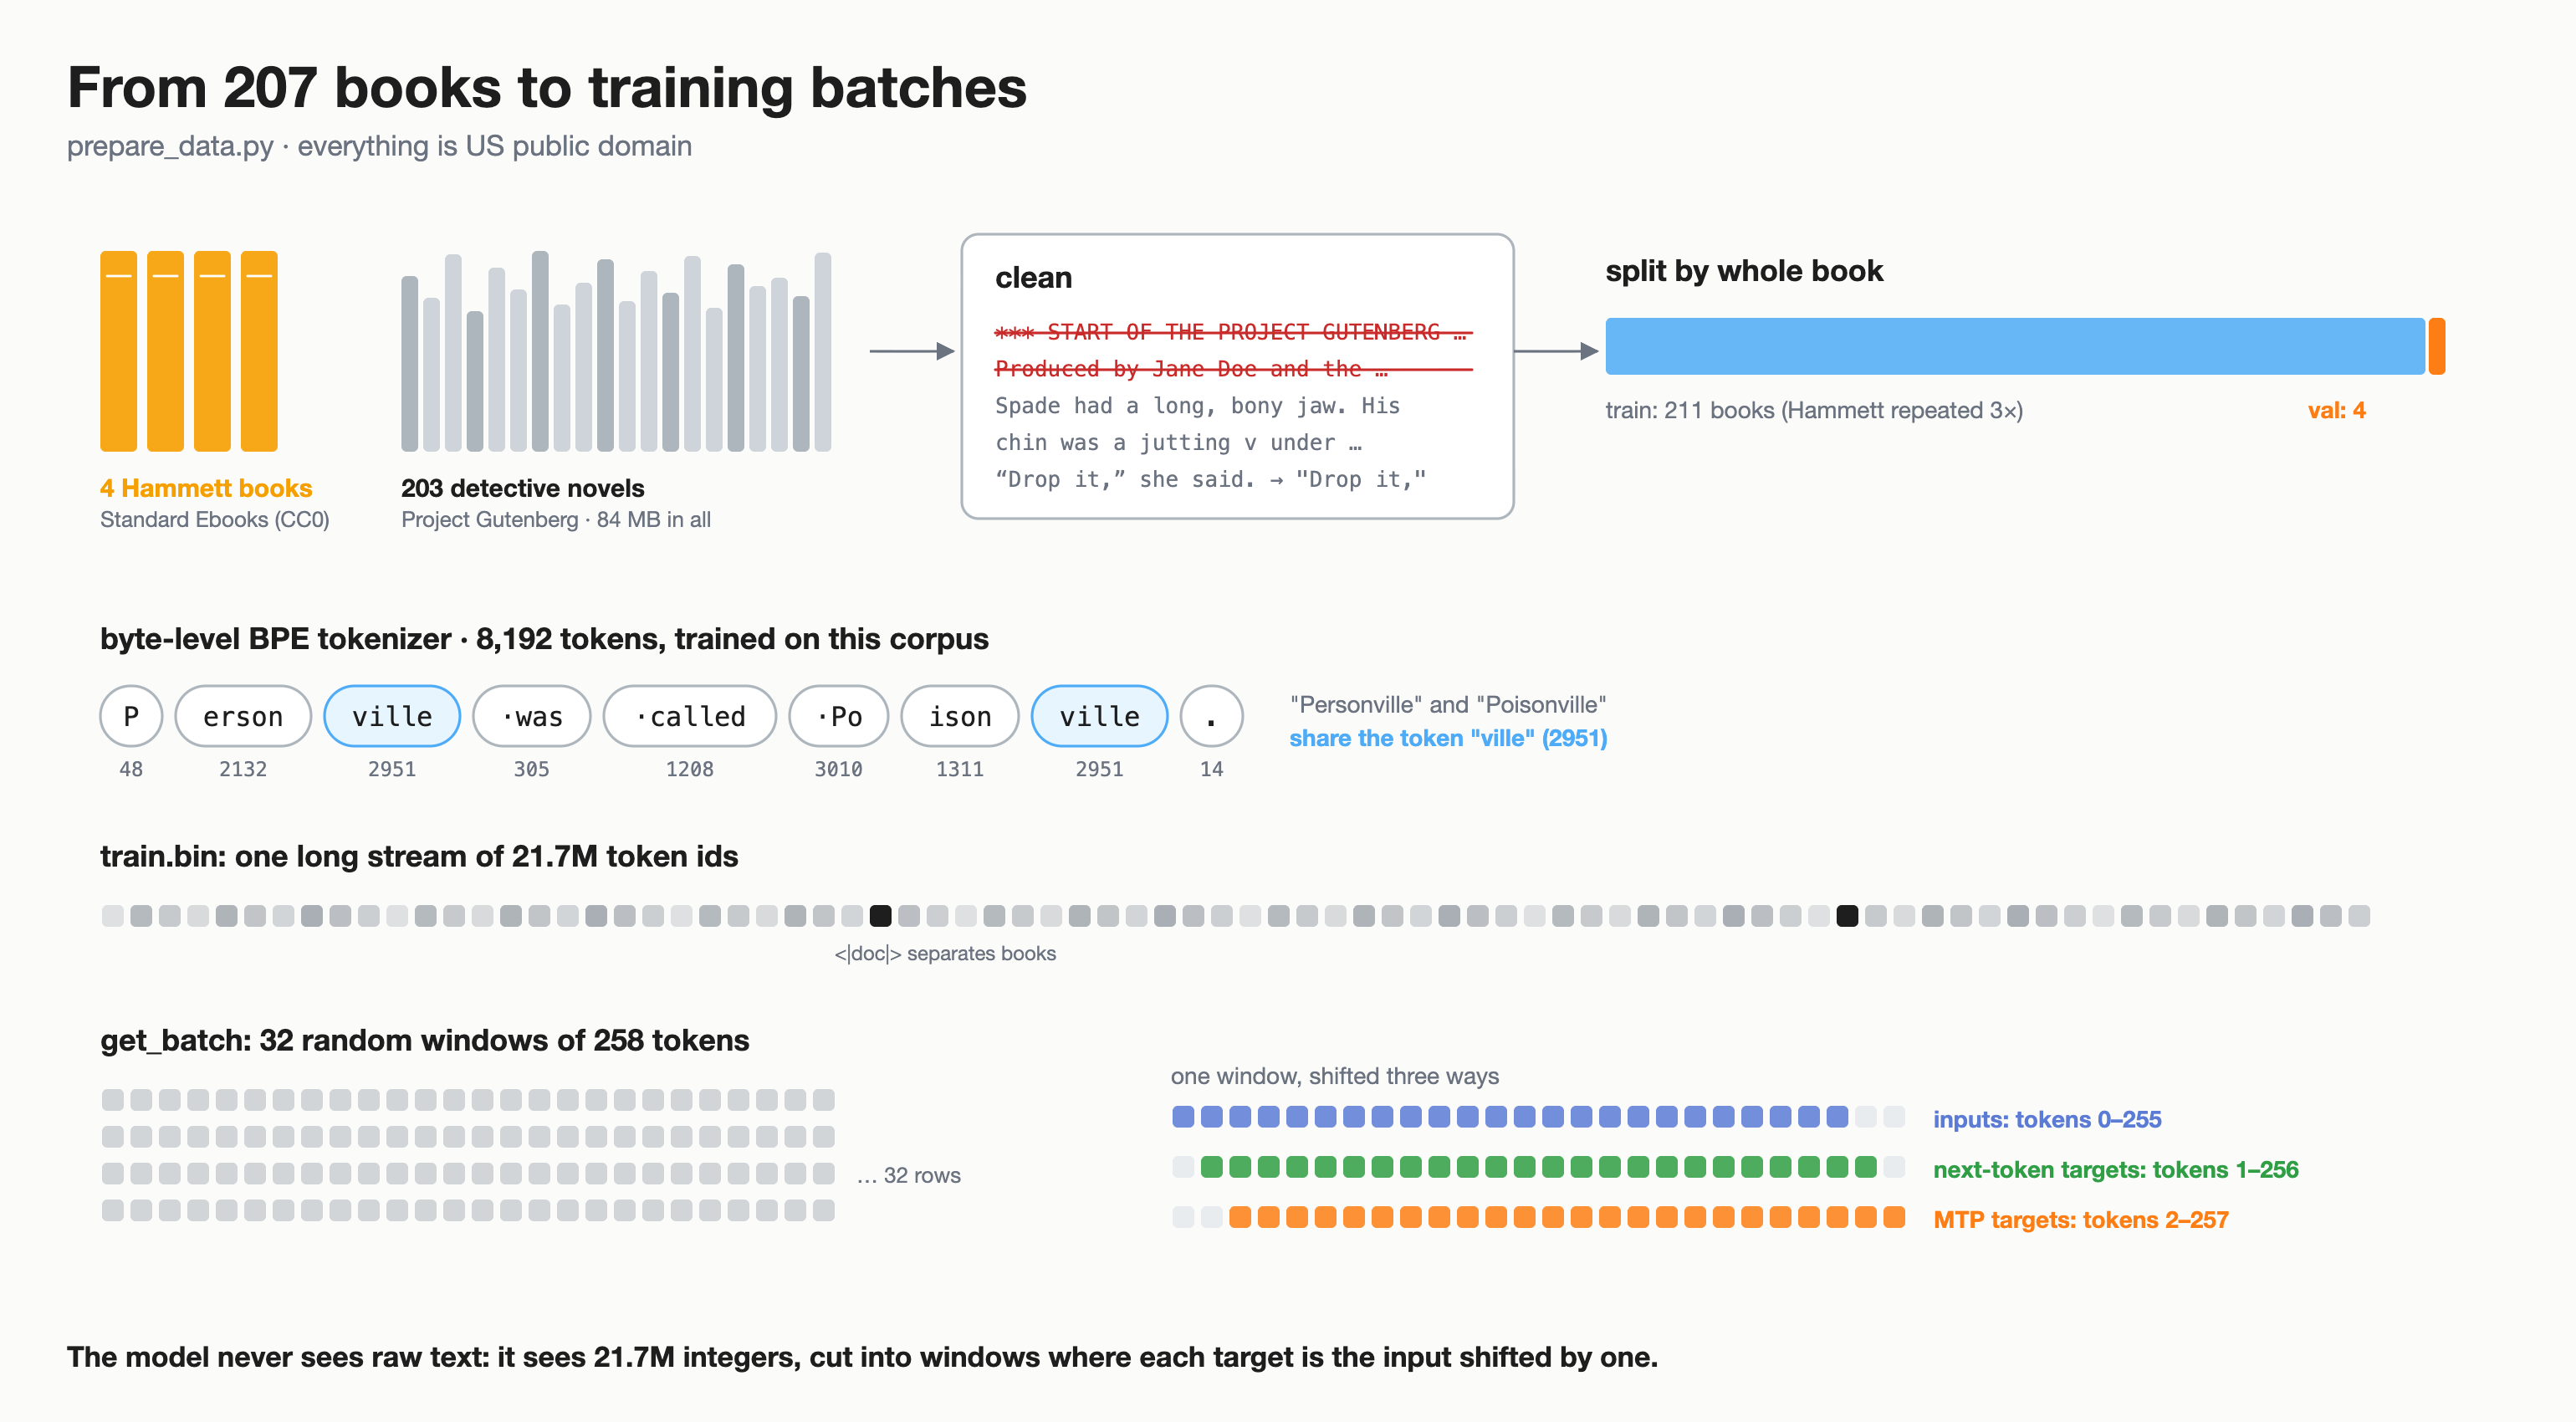 From 207 books to training batches
prepare_data.py · everything is US public domain
4 Hammett books
Standard Ebooks (CC0)
203 detective novels
Project Gutenberg · 84 MB in all
clean
*** START OF THE PROJECT GUTENBERG …
Produced by Jane Doe and the …
Spade had a long, bony jaw. His
chin was a jutting v under …
“Drop it,” she said. → "Drop it,"
split by whole book
train: 211 books (Hammett repeated 3×)
val: 4
byte-level BPE tokenizer · 8,192 tokens, trained on this corpus
P erson ville ·was ·called ·Po ison ville .
48 2132 2951 305 1208 3010 1311 2951 14
"Personville" and "Poisonville"
share the token "ville" (2951)
train.bin: one long stream of 21.7M token ids
<|doc|> separates books
get_batch: 32 random windows of 258 tokens
… 32 rows
one window, shifted three ways
inputs: tokens 0–255
next-token targets: tokens 1–256
MTP targets: tokens 2–257
The model never sees raw text: it sees 21.7M integers, cut into windows where each target is the input shifted by one.